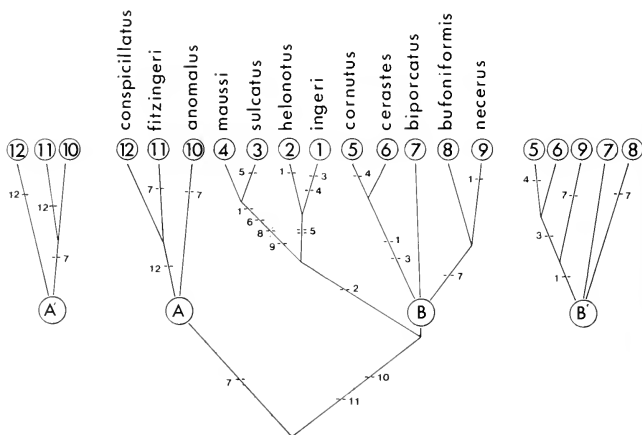 conspicillatus
fitzingeri
anomalus
maussi
sulcatus
helonotus
ingeri
cornutus
cerastes
biporcatus
bufoniformis
necerus
12 11 10 12 11 10 4 3 2 1 5 6 7 8 9 5 6 9 7 8
12 12 7 7 7 12 5 1 6 8 9 1 3 4 5 4 1 3 1 7 4 7 7 3 1
A' A B B'
2
7 10
11